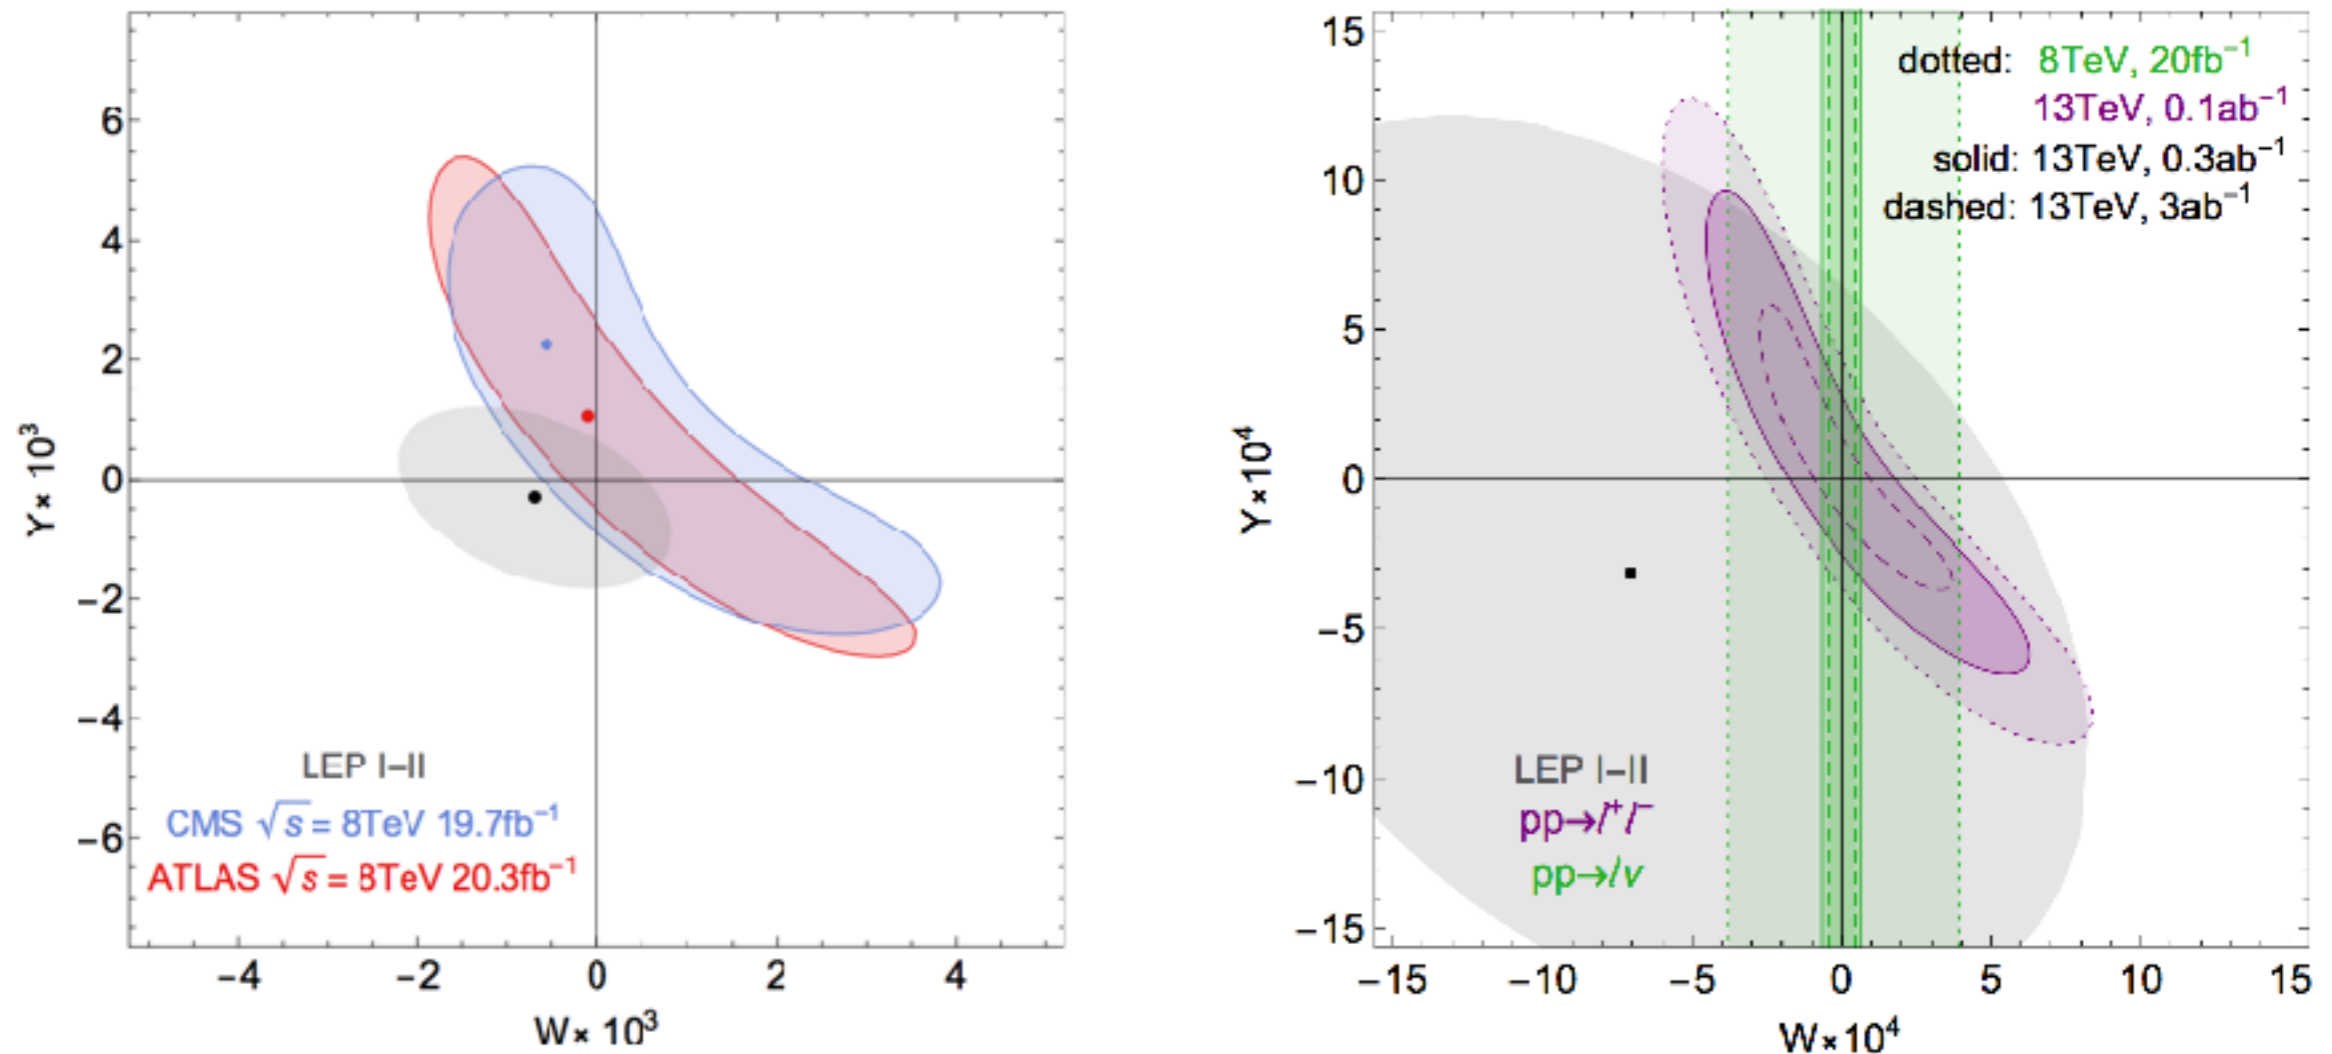 6
4
2
0
−2
−4
−6
Y× 10³
LEP I−II
CMS √s = 8TeV 19.7fb⁻¹
ATLAS √s = 8TeV 20.3fb⁻¹
−4 −2 0 2 4
W× 10³
15
10
5
0
−5
−10
−15
Y×10⁴
dotted: 8TeV, 20fb⁻¹
13TeV, 0.1ab⁻¹
solid: 13TeV, 0.3ab⁻¹
dashed: 13TeV, 3ab⁻¹
LEP I−II
pp→l⁺l⁻
pp→lν
−15 −10 −5 0 5 10 15
W×10⁴